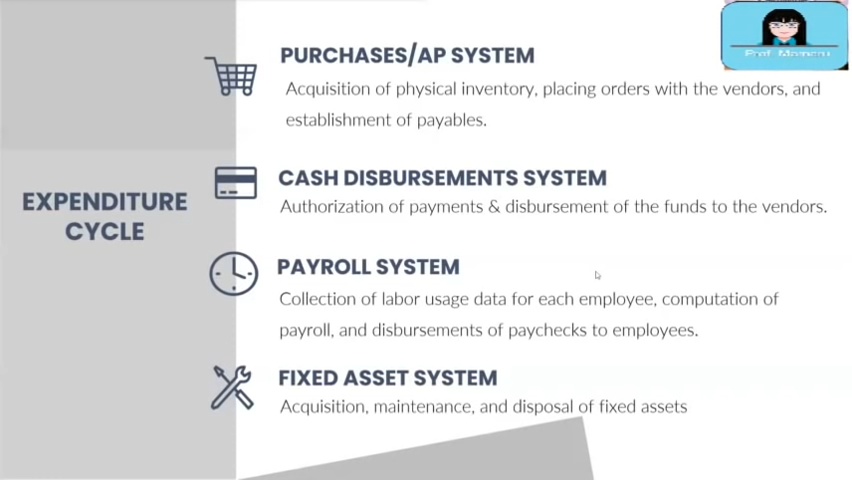 PURCHASES/AP SYSTEM
Acquisition of physical inventory, placing orders with the vendors, and
establishment of payables.
EXPENDITURE
CYCLE
CASH DISBURSEMENTS SYSTEM
Authorization of payments & disbursement of the funds to the vendors.
PAYROLL SYSTEM
Collection of labor usage data for each employee, computation of
payroll, and disbursements of paychecks to employees.
FIXED ASSET SYSTEM
Acquisition, maintenance, and disposal of fixed assets
Prof.